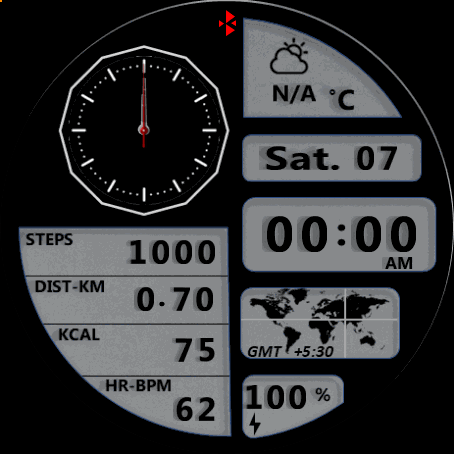 N/A °C
Sat. 07
00:00
AM
STEPS
1000
DIST-KM
0.70
KCAL
75
HR-BPM
62
GMT +5:30
100 %